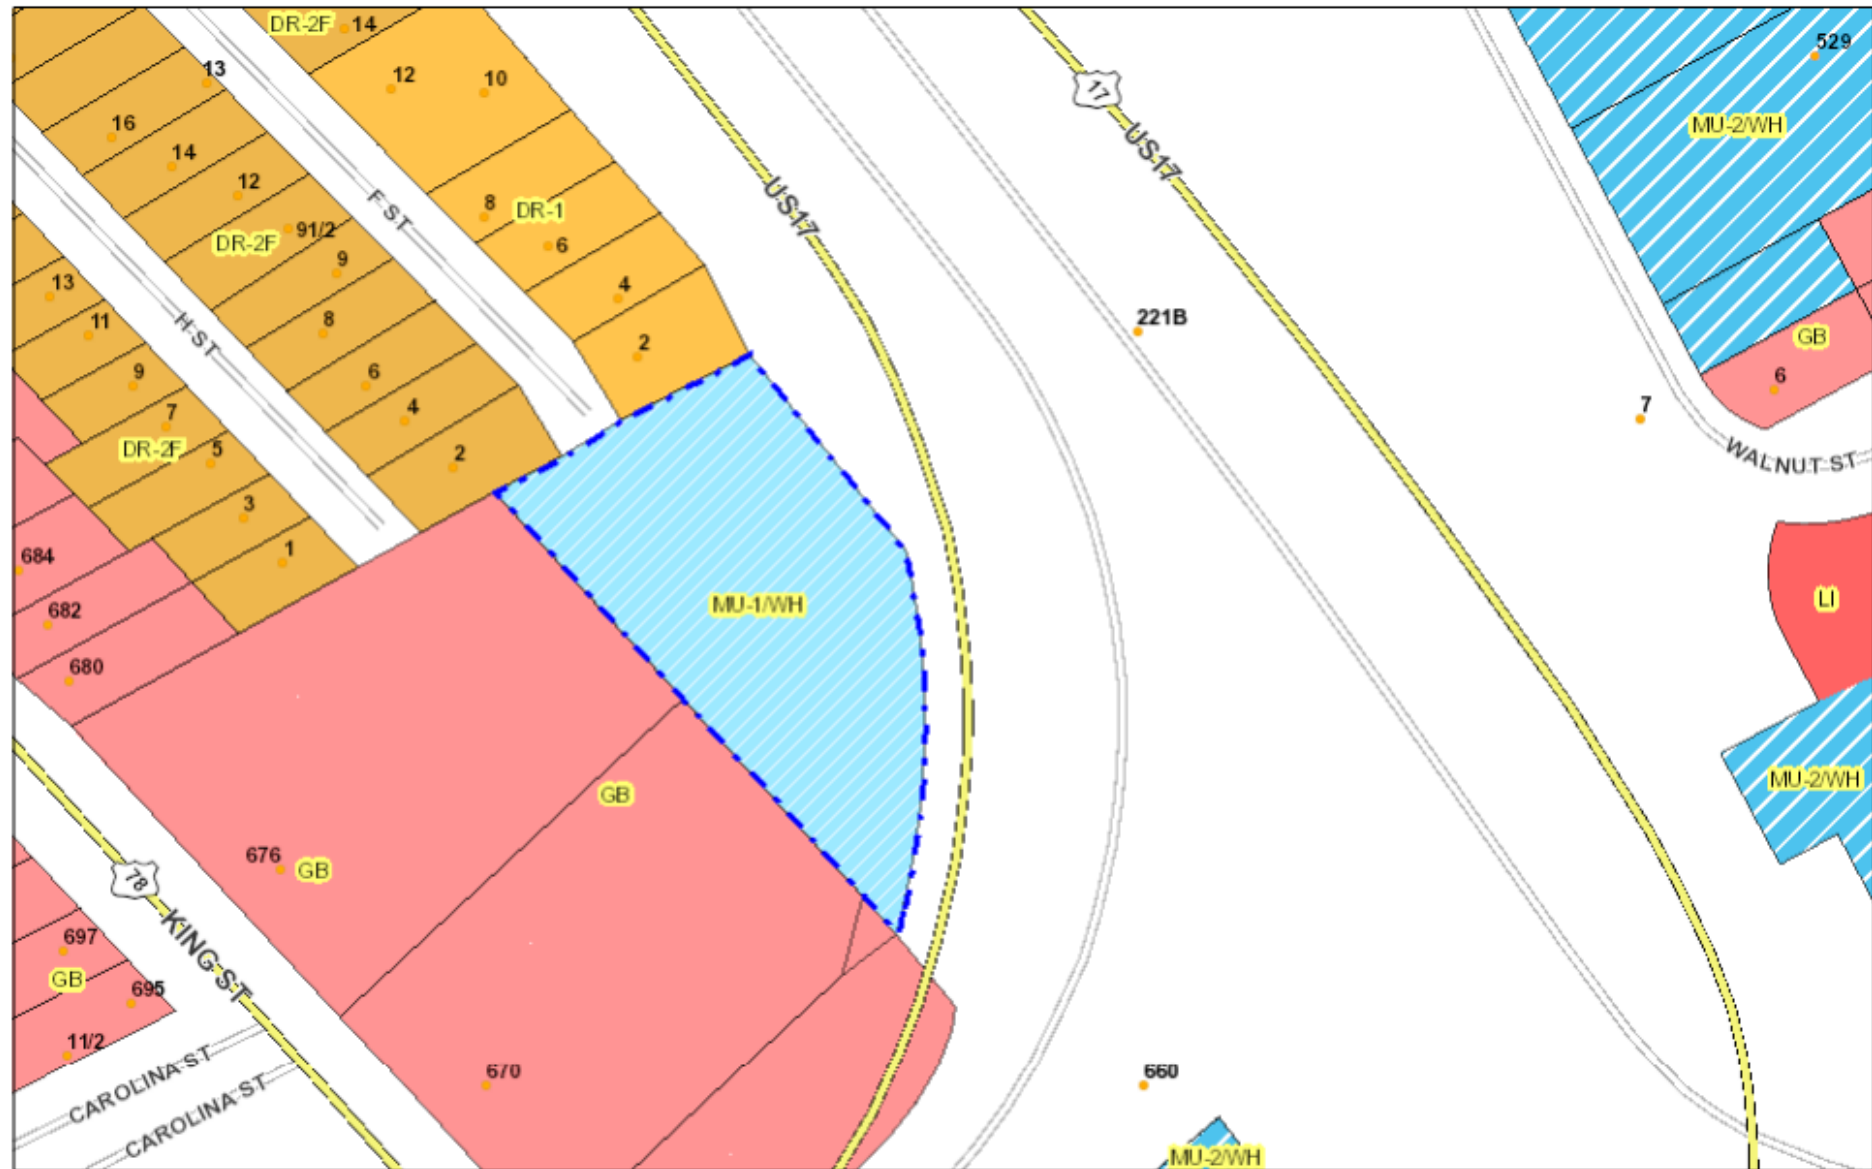 DR-2F
14
529
13
12
10
17
16
MU-2/WH
US17
14
12
F ST
8
DR-1
US17
91/2
DR-2F
6
9
13
4
221B
11
H ST
8
2
GB
9
6
6
7
4
7
DR-2F
5
2
WALNUT ST
3
684
1
682
MU-1/WH
LI
680
GB
MU-2/WH
676
GB
78
KING ST
697
GB
695
11/2
CAROLINA ST
670
660
CAROLINA ST
MU-2/WH